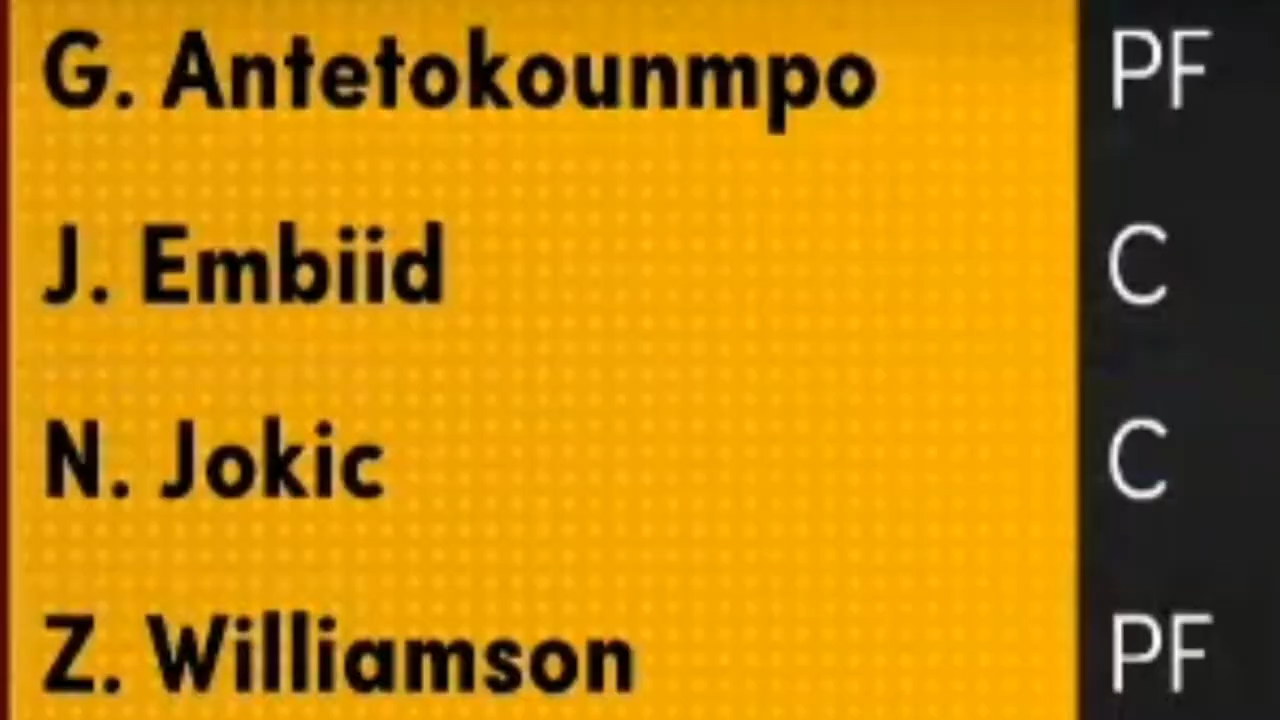 G. Antetokounmpo PF
J. Embiid C
N. Jokic C
Z. Williamson PF